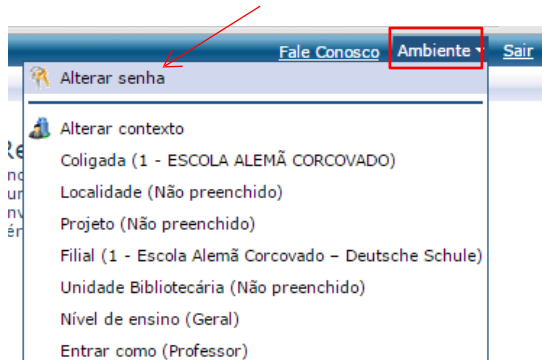 Fale Conosco Ambiente Sair
Alterar senha
Alterar contexto
Coligada (1 - ESCOLA ALEMÃ CORCOVADO)
Localidade (Não preenchido)
Projeto (Não preenchido)
Filial (1 - Escola Alemã Corcovado – Deutsche Schule)
Unidade Bibliotecária (Não preenchido)
Nível de ensino (Geral)
Entrar como (Professor)